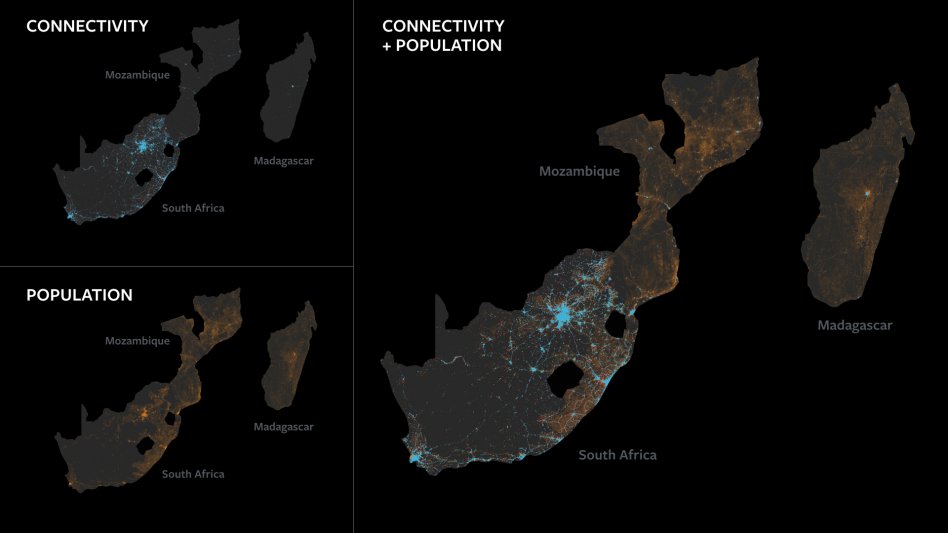 CONNECTIVITY
Mozambique
Madagascar
South Africa
POPULATION
Mozambique
Madagascar
South Africa
CONNECTIVITY
+ POPULATION
Mozambique
Madagascar
South Africa